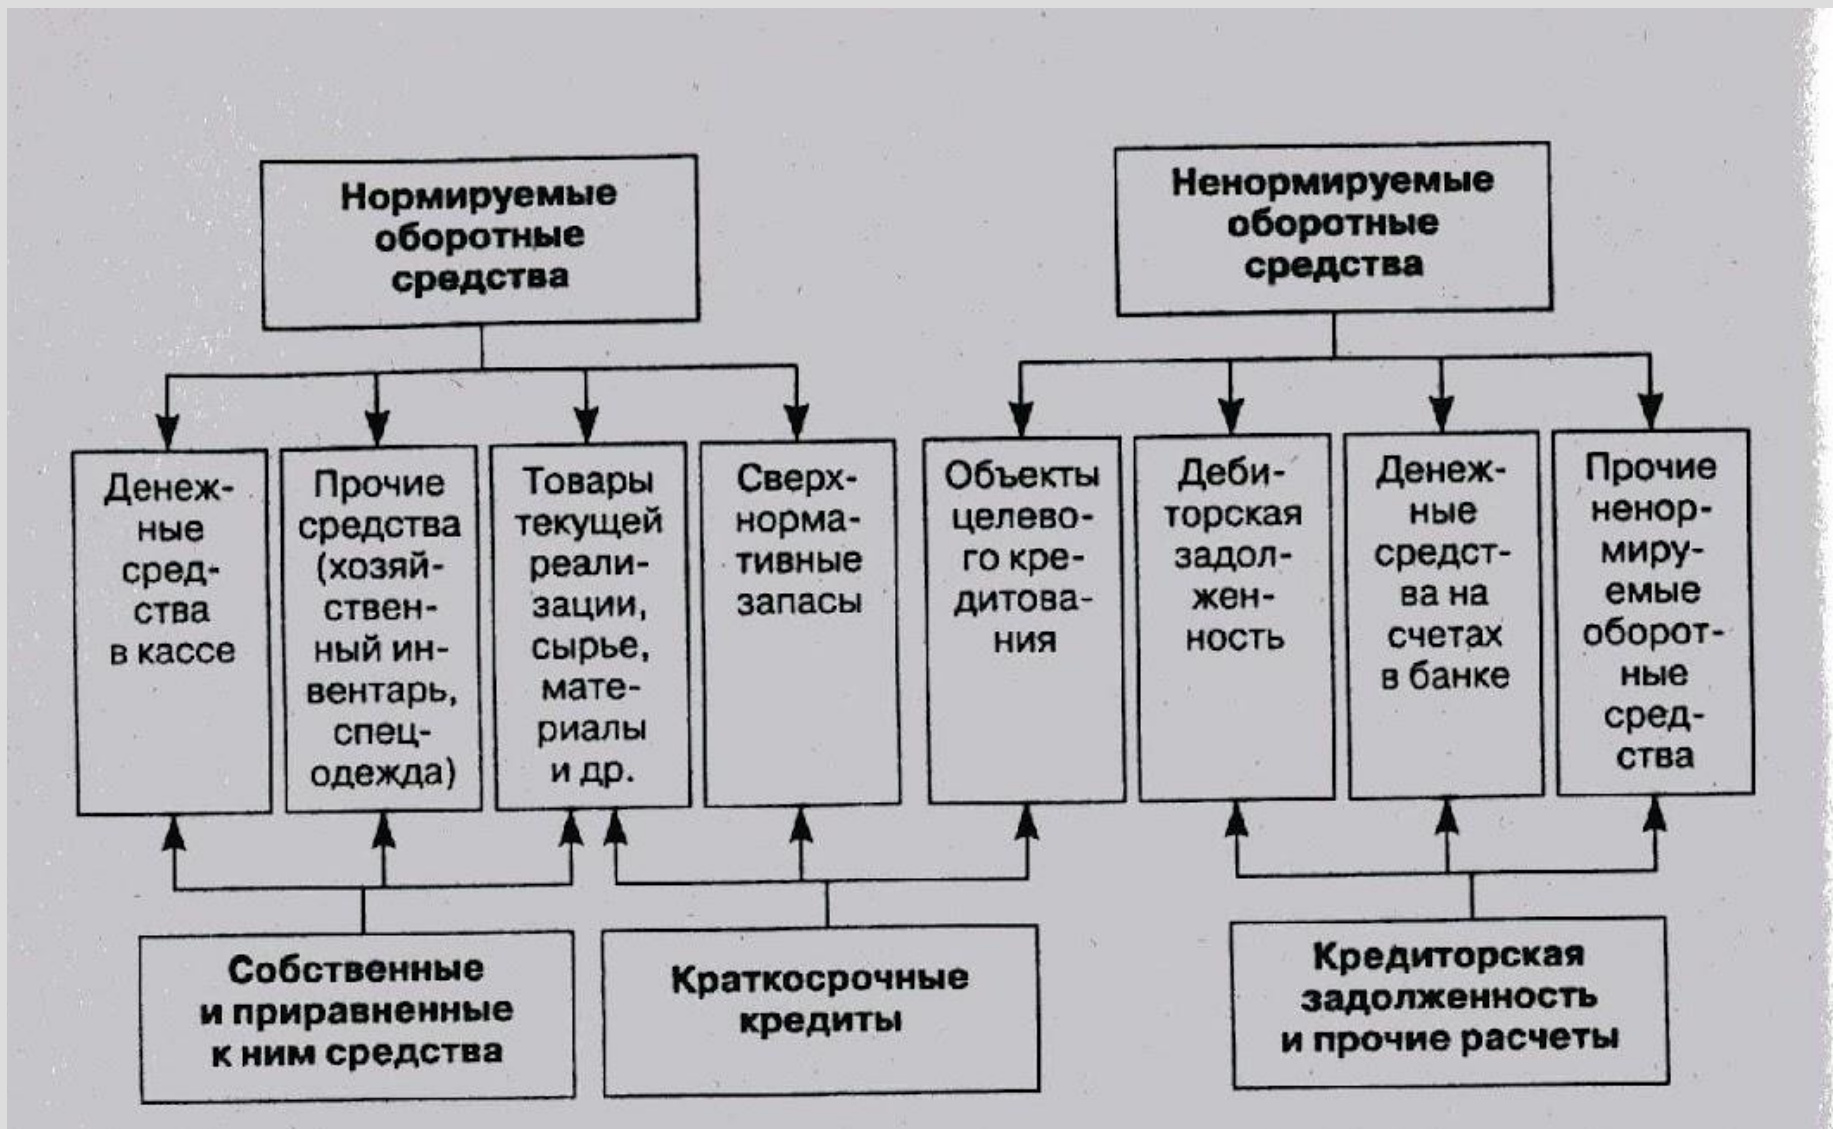 Нормируемые
оборотные
средства
Ненормируемые
оборотные
средства
Денеж-
ные
сред-
ства
в кассе
Прочие
средства
(хозяй-
ствен-
ный ин-
вентарь,
спец-
одежда)
Товары
текущей
реали-
зации,
сырье,
мате-
риалы
и др.
Сверх-
норма-
тивные
запасы
Объекты
целево-
го кре-
дитова-
ния
Деби-
торская
задол-
жен-
ность
Денеж-
ные
средст-
ва на
счетах
в банке
Прочие
ненор-
миру-
емые
оборот-
ные
сред-
ства
Собственные
и приравненные
к ним средства
Краткосрочные
кредиты
Кредиторская
задолженность
и прочие расчеты